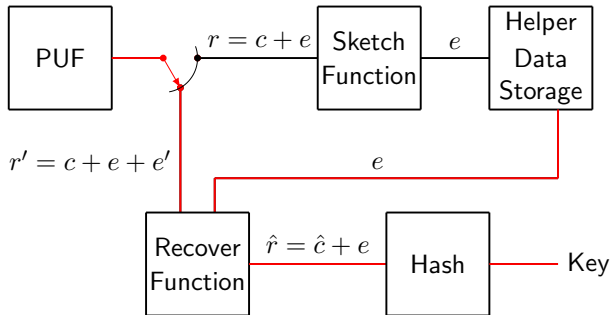 PUF
r = c + e
Sketch
Function
e
Helper
Data
Storage
r′ = c + e + e′
e
Recover
Function
r̂ = ĉ + e
Hash
Key